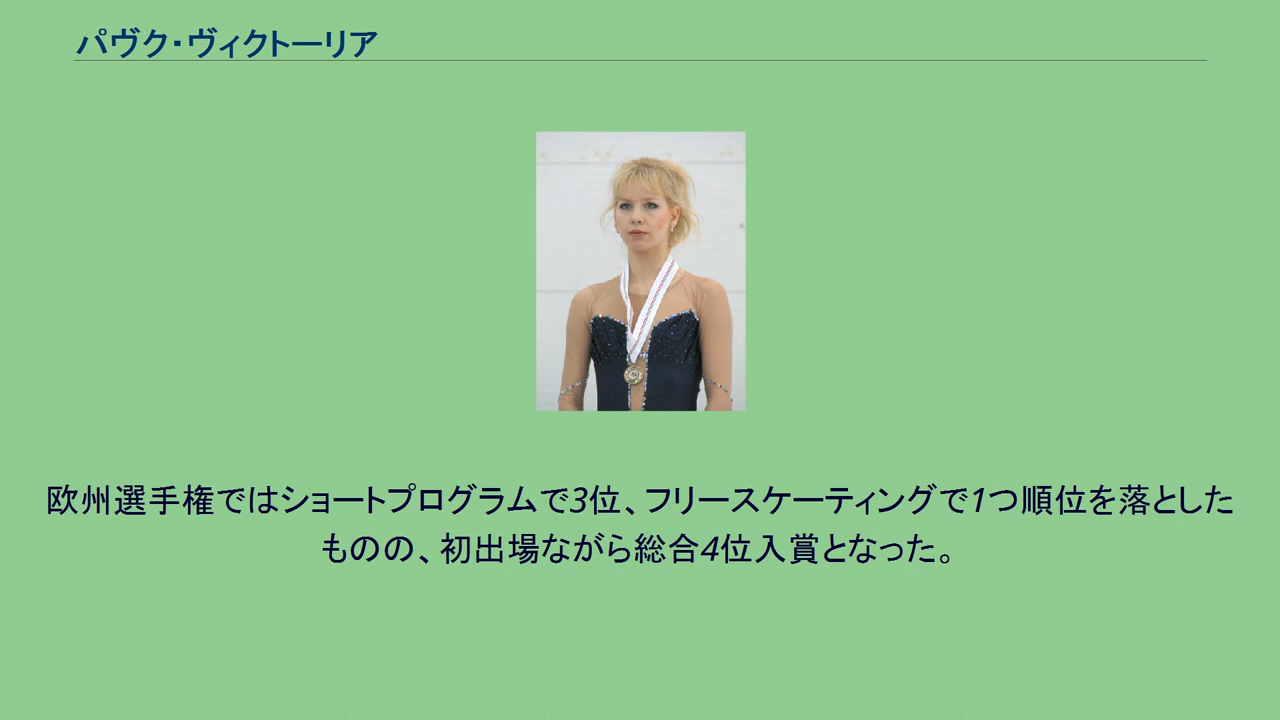 パヴク・ヴィクトーリア
欧州選手権ではショートプログラムで3位、フリースケーティングで1つ順位を落とした
ものの、初出場ながら総合4位入賞となった。